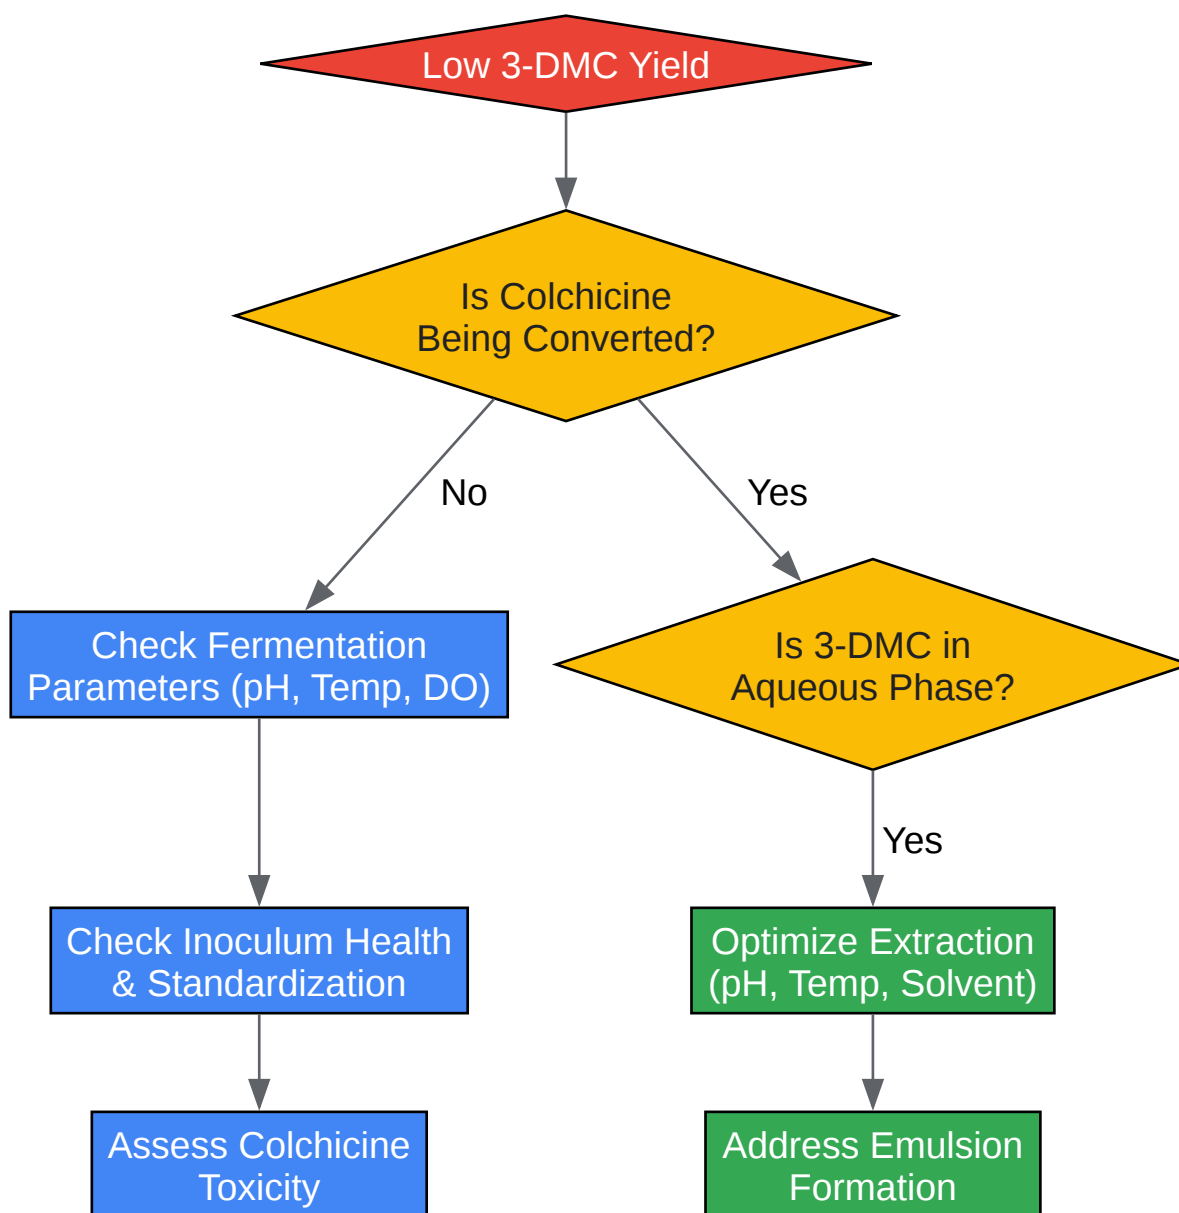 Low 3-DMC Yield
Is Colchicine
Being Converted?
No
Yes
Check Fermentation
Parameters (pH, Temp, DO)
Is 3-DMC in
Aqueous Phase?
Yes
Check Inoculum Health
& Standardization
Optimize Extraction
(pH, Temp, Solvent)
Assess Colchicine
Toxicity
Address Emulsion
Formation